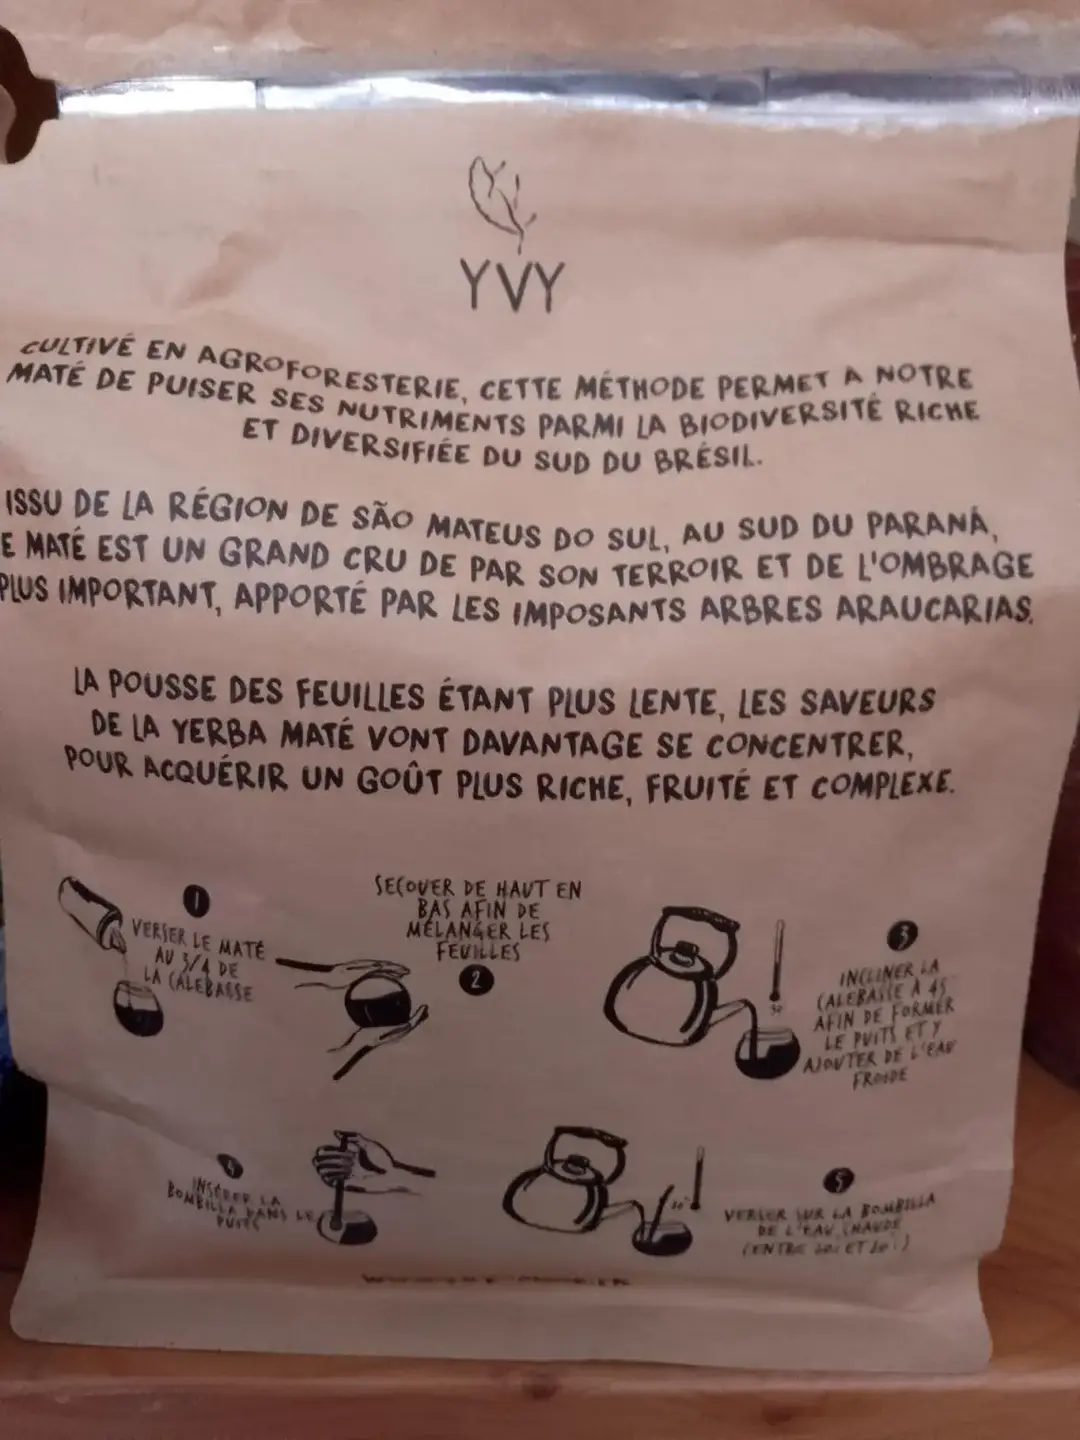 YVY
CULTIVÉ EN AGROFORESTERIE, CETTE MÉTHODE PERMET A NOTRE
MATÉ DE PUISER SES NUTRIMENTS PARMI LA BIODIVERSITÉ RICHE
ET DIVERSIFIÉE DU SUD DU BRÉSIL.
ISSU DE LA RÉGION DE SÃO MATEUS DO SUL, AU SUD DU PARANÁ,
E MATÉ EST UN GRAND CRU DE PAR SON TERROIR ET DE L'OMBRAGE
PLUS IMPORTANT, APPORTÉ PAR LES IMPOSANTS ARBRES ARAUCARIAS.
LA POUSSE DES FEUILLES ÉTANT PLUS LENTE, LES SAVEURS
DE LA YERBA MATÉ VONT DAVANTAGE SE CONCENTRER,
POUR ACQUÉRIR UN GOÛT PLUS RICHE, FRUITÉ ET COMPLEXE.
1
VERSER LE MATÉ
AU 3/4 DE
LA CALEBASSE
SECOUER DE HAUT EN
BAS AFIN DE
MÉLANGER LES
FEUILLES
2
3
INCLINER LA
CALEBASSE A 45
AFIN DE FORMER
LE PUITS ET Y
AJOUTER DE L'EAU
FROIDE
4
INSÉRER LA
BOMBILLA DANS LE
PUITS
5
VERSER SUR LA BOMBILLA
DE L'EAU CHAUDE
(ENTRE ET